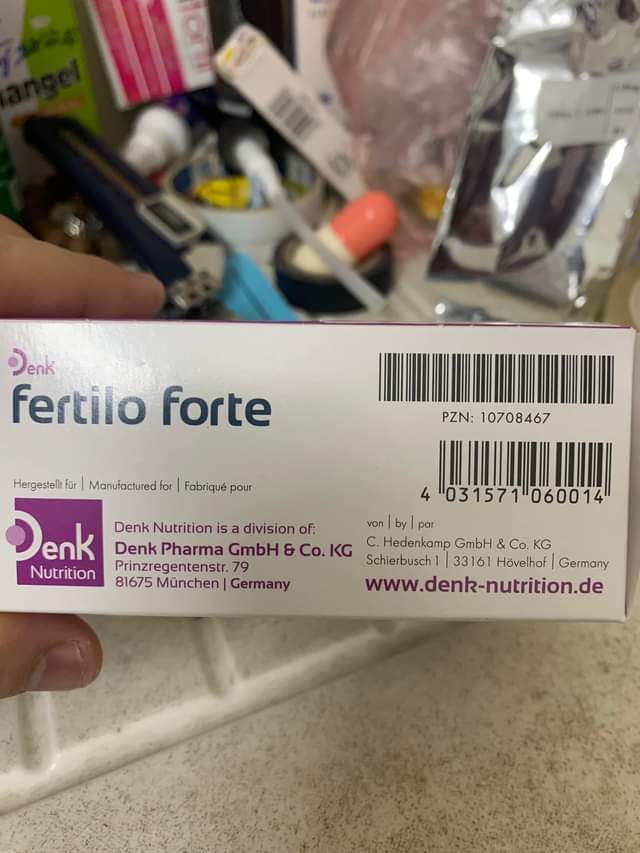 angel
Denk
fertilo forte
PZN: 10708467
4 031571 060014
Hergestellt für | Manufactured for | Fabriqué pour
Denk
Nutrition
Denk Nutrition is a division of:
Denk Pharma GmbH & Co. KG
Prinzregentenstr. 79
81675 München | Germany
von | by | par
C. Hedenkamp GmbH & Co. KG
Schierbusch 1 | 33161 Hövelhof | Germany
www.denk-nutrition.de